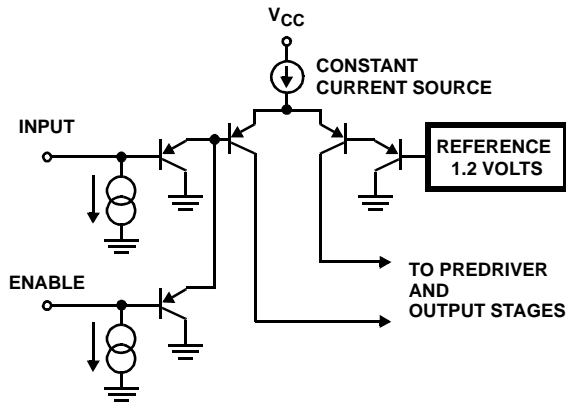 VCC
CONSTANT
CURRENT SOURCE
INPUT
REFERENCE
1.2 VOLTS
ENABLE
TO PREDRIVER
AND
OUTPUT STAGES